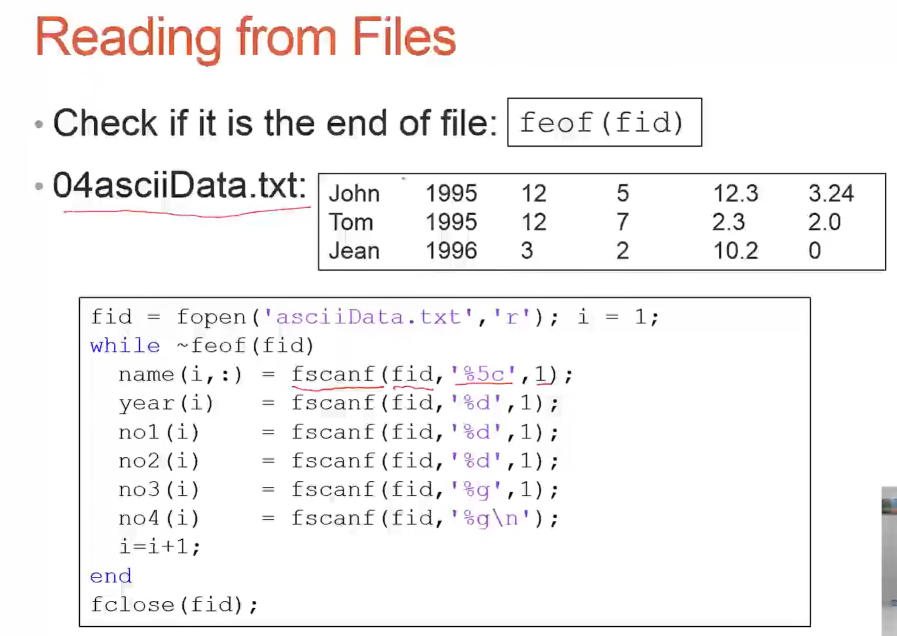 Reading from Files
• Check if it is the end of file: feof(fid)
• 04asciiData.txt:
John 1995 12 5 12.3 3.24
Tom 1995 12 7 2.3 2.0
Jean 1996 3 2 10.2 0
fid = fopen('asciiData.txt','r'); i = 1;
while ~feof(fid)
name(i,:) = fscanf(fid,'%5c',1);
year(i) = fscanf(fid,'%d',1);
no1(i) = fscanf(fid,'%d',1);
no2(i) = fscanf(fid,'%d',1);
no3(i) = fscanf(fid,'%g',1);
no4(i) = fscanf(fid,'%g\n');
i=i+1;
end
fclose(fid);